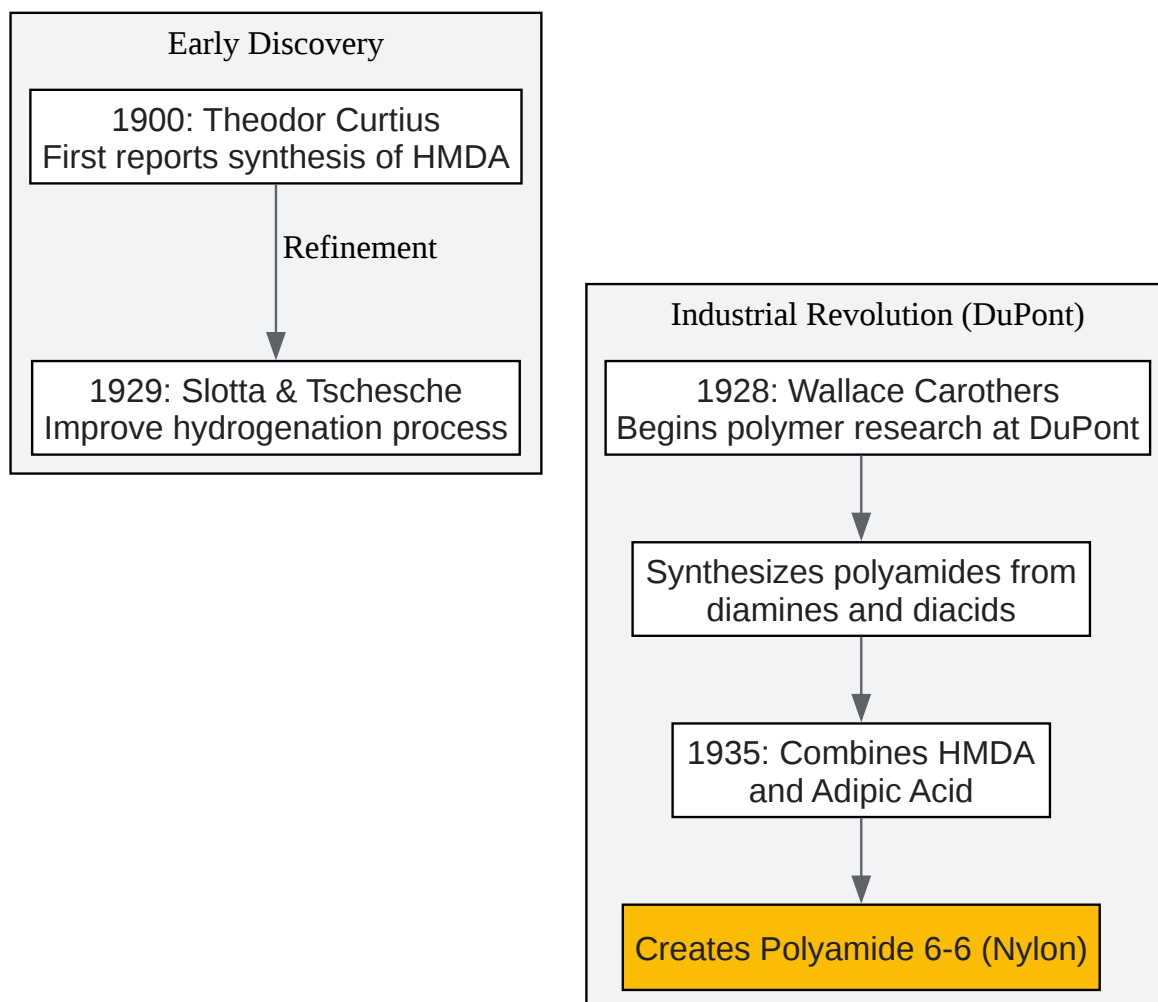 Early Discovery
1900: Theodor Curtius
First reports synthesis of HMDA
Refinement
1929: Slotta & Tschesche
Improve hydrogenation process
Industrial Revolution (DuPont)
1928: Wallace Carothers
Begins polymer research at DuPont
Synthesizes polyamides from
diamines and diacids
1935: Combines HMDA
and Adipic Acid
Creates Polyamide 6-6 (Nylon)